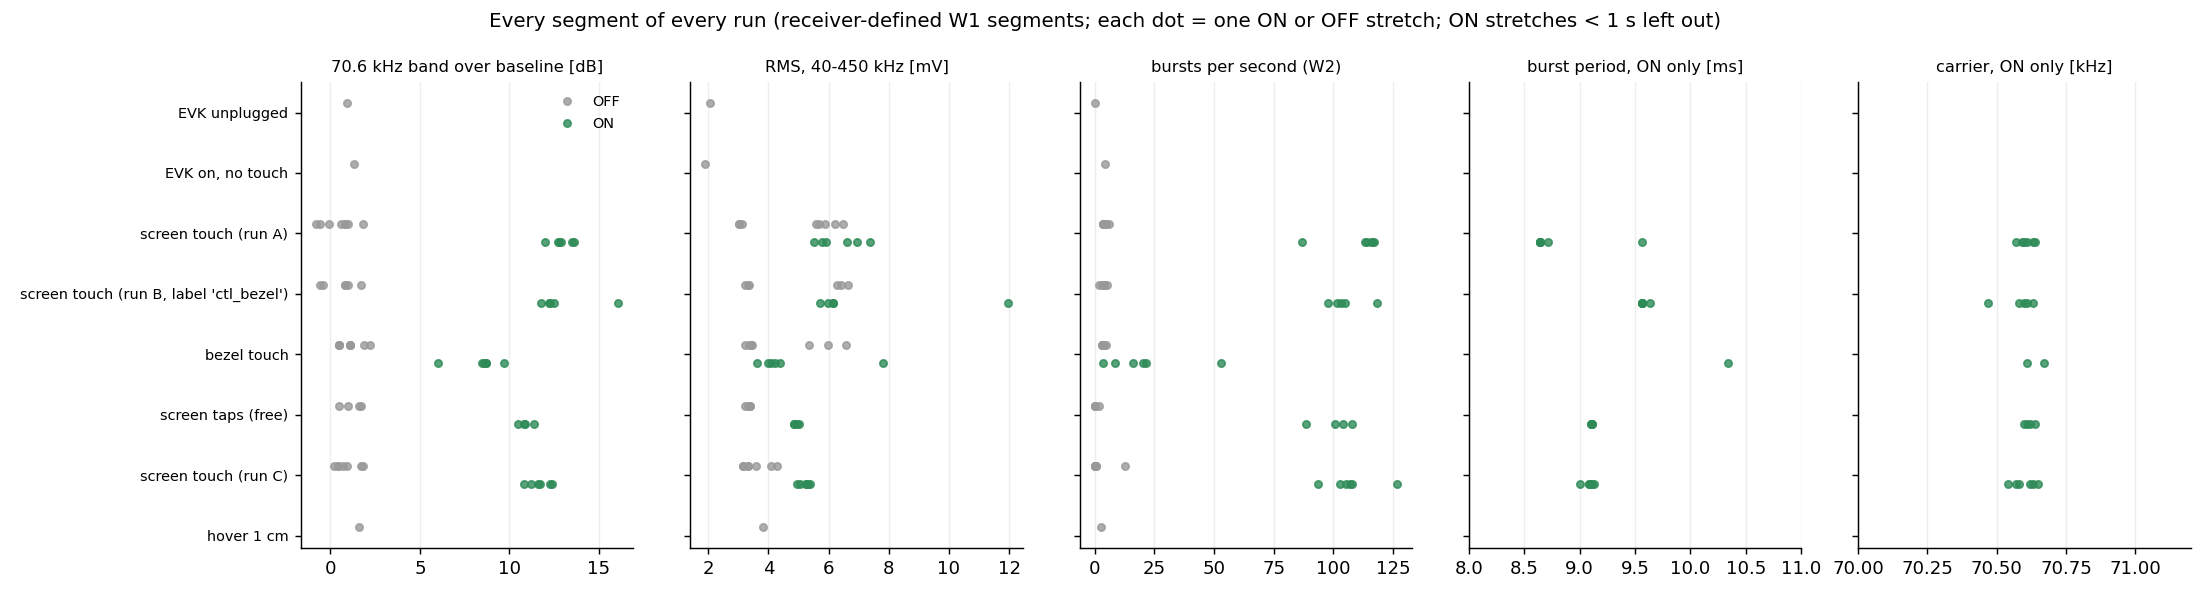 Every segment of every run (receiver-defined W1 segments; each dot = one ON or OFF stretch; ON stretches < 1 s left out)
70.6 kHz band over baseline [dB]
RMS, 40-450 kHz [mV]
bursts per second (W2)
burst period, ON only [ms]
carrier, ON only [kHz]
OFF
ON
EVK unplugged
EVK on, no touch
screen touch (run A)
screen touch (run B, label 'ctl_bezel')
bezel touch
screen taps (free)
screen touch (run C)
hover 1 cm
0 5 10 15
2 4 6 8 10 12
0 25 50 75 100 125
8.0 8.5 9.0 9.5 10.0 10.5 11.0
70.00 70.25 70.50 70.75 71.00